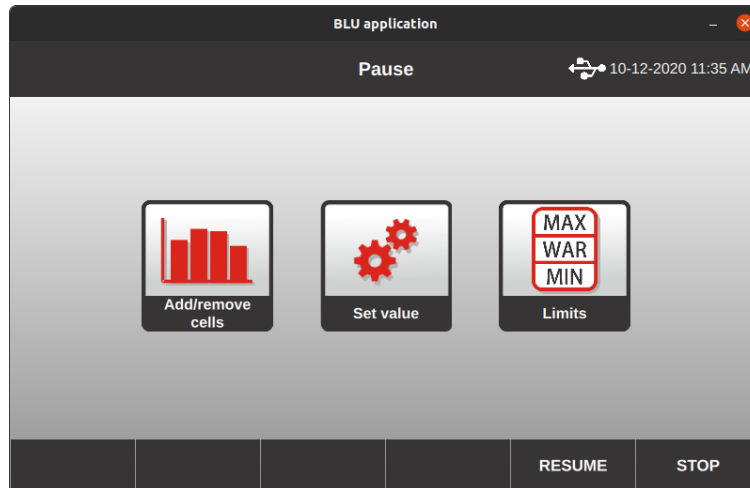 BLU application
Pause
10-12-2020 11:35 AM
MAX
WAR
MIN
Add/remove
cells
Set value
Limits
RESUME
STOP